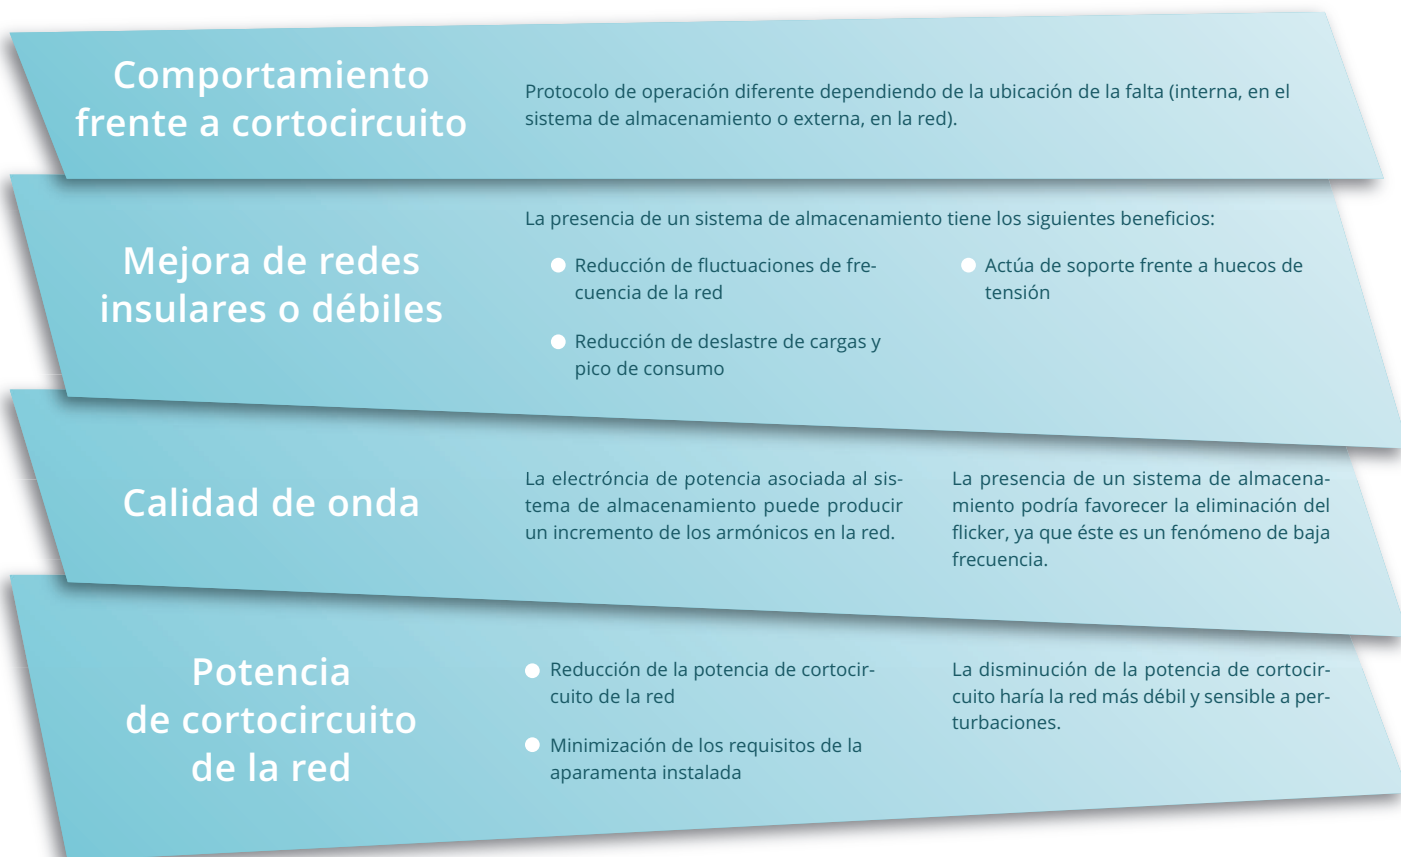 Comportamiento
frente a cortocircuito
Protocolo de operación diferente dependiendo de la ubicación de la falta (interna, en el
sistema de almacenamiento o externa, en la red).
Mejora de redes
insulares o débiles
La presencia de un sistema de almacenamiento tiene los siguientes beneficios:
Reducción de fluctuaciones de fre-
cuencia de la red
Reducción de deslastre de cargas y
pico de consumo
Actúa de soporte frente a huecos de
tensión
Calidad de onda
La electróncia de potencia asociada al sis-
tema de almacenamiento puede producir
un incremento de los armónicos en la red.
La presencia de un sistema de almacena-
miento podría favorecer la eliminación del
flicker, ya que éste es un fenómeno de baja
frecuencia.
Potencia
de cortocircuito
de la red
Reducción de la potencia de cortocir-
cuito de la red
Minimización de los requisitos de la
aparamenta instalada
La disminución de la potencia de cortocir-
cuito haría la red más débil y sensible a per-
turbaciones.